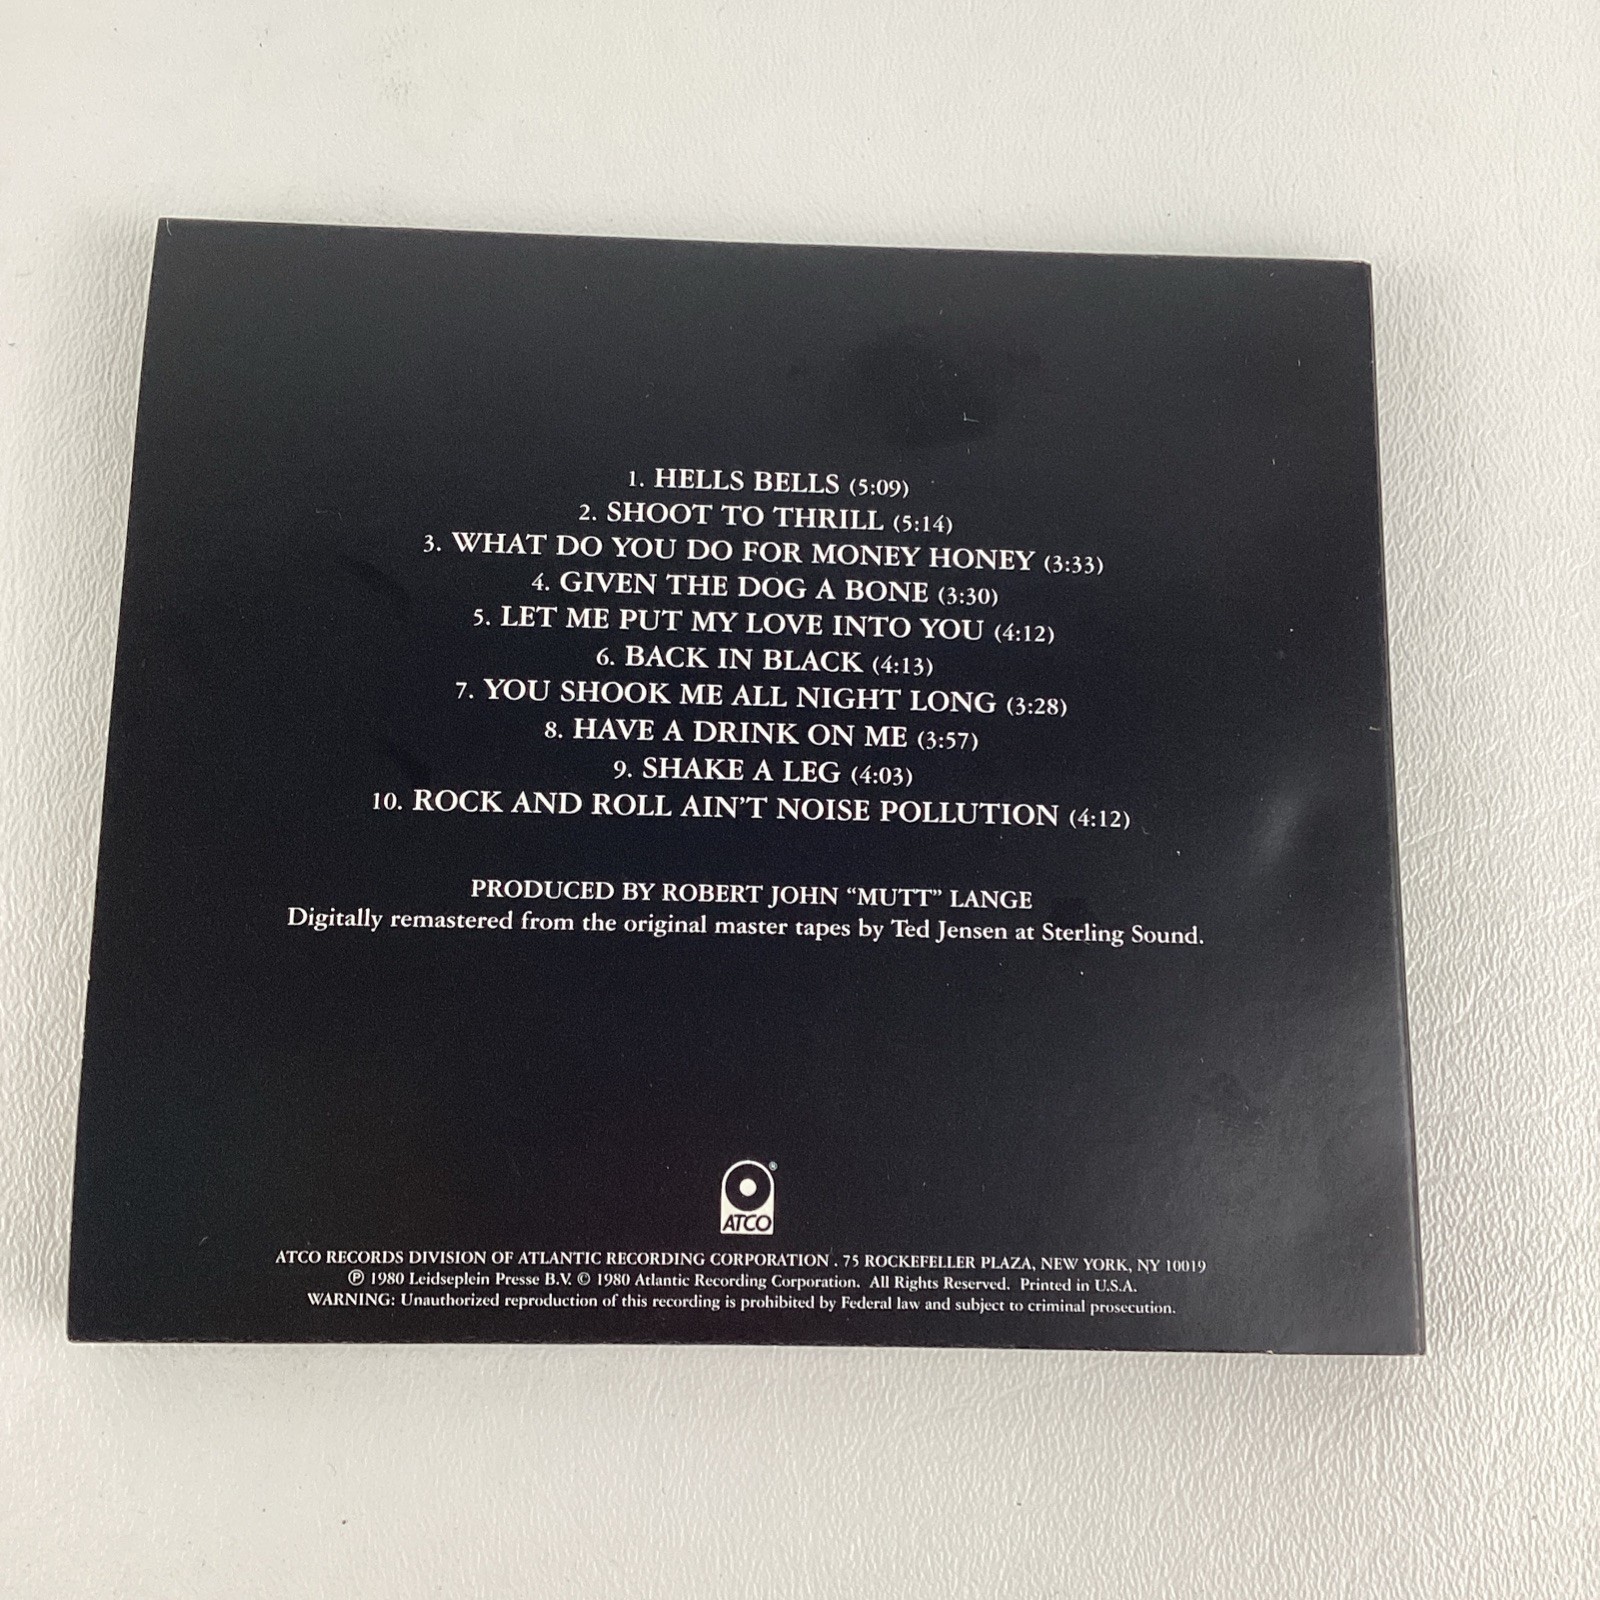 1. HELLS BELLS (5:09)
2. SHOOT TO THRILL (5:14)
3. WHAT DO YOU DO FOR MONEY HONEY (3:33)
4. GIVEN THE DOG A BONE (3:30)
5. LET ME PUT MY LOVE INTO YOU (4:12)
6. BACK IN BLACK (4:13)
7. YOU SHOOK ME ALL NIGHT LONG (3:28)
8. HAVE A DRINK ON ME (3:57)
9. SHAKE A LEG (4:03)
10. ROCK AND ROLL AIN'T NOISE POLLUTION (4:12)
PRODUCED BY ROBERT JOHN “MUTT” LANGE
Digitally remastered from the original master tapes by Ted Jensen at Sterling Sound.
®
ATCO
ATCO RECORDS DIVISION OF ATLANTIC RECORDING CORPORATION . 75 ROCKEFELLER PLAZA, NEW YORK, NY 10019
℗ 1980 Leidseplein Presse B.V. © 1980 Atlantic Recording Corporation. All Rights Reserved. Printed in U.S.A.
WARNING: Unauthorized reproduction of this recording is prohibited by Federal law and subject to criminal prosecution.